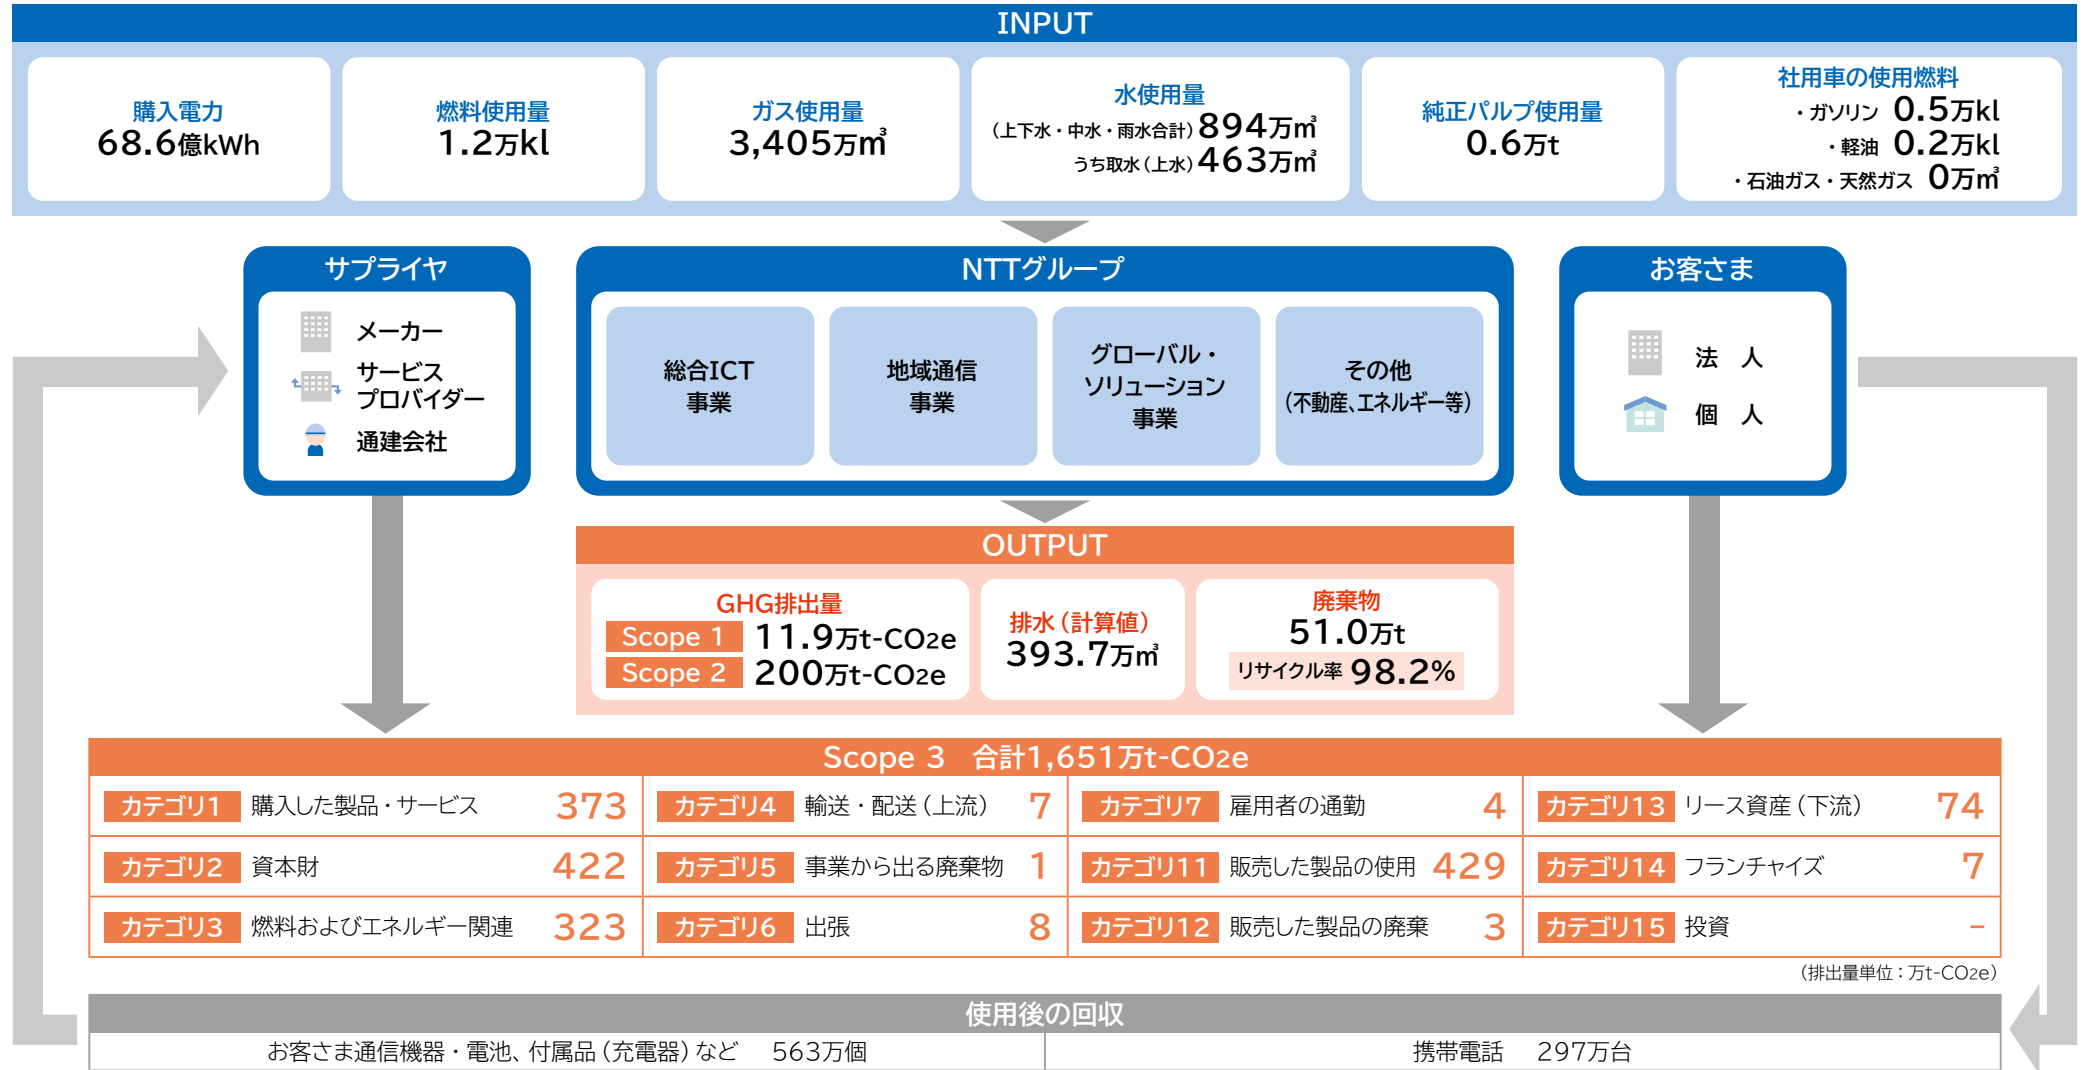 INPUT
購入電力
68.6億kWh
燃料使用量
1.2万kl
ガス使用量
3,405万㎥
水使用量
(上下水・中水・雨水合計) 894万㎥
うち取水(上水) 463万㎥
純正パルプ使用量
0.6万t
社用車の使用燃料
・ガソリン 0.5万kl
・軽油 0.2万kl
・石油ガス・天然ガス 0万㎥
サプライヤ
メーカー
サービス
プロバイダー
通建会社
NTTグループ
総合ICT
事業
地域通信
事業
グローバル・
ソリューション
事業
その他
(不動産、エネルギー等)
お客さま
法 人
個 人
OUTPUT
GHG排出量
Scope 1 11.9万t-CO2e
Scope 2 200万t-CO2e
排水(計算値)
393.7万㎥
廃棄物
51.0万t
リサイクル率 98.2%
Scope 3 合計1,651万t-CO2e
カテゴリ1 購入した製品・サービス 373
カテゴリ4 輸送・配送(上流) 7
カテゴリ7 雇用者の通勤 4
カテゴリ13 リース資産(下流) 74
カテゴリ2 資本財 422
カテゴリ5 事業から出る廃棄物 1
カテゴリ11 販売した製品の使用 429
カテゴリ14 フランチャイズ 7
カテゴリ3 燃料およびエネルギー関連 323
カテゴリ6 出張 8
カテゴリ12 販売した製品の廃棄 3
カテゴリ15 投資 -
(排出量単位:万t-CO2e)
使用後の回収
お客さま通信機器・電池、付属品(充電器)など 563万個
携帯電話 297万台